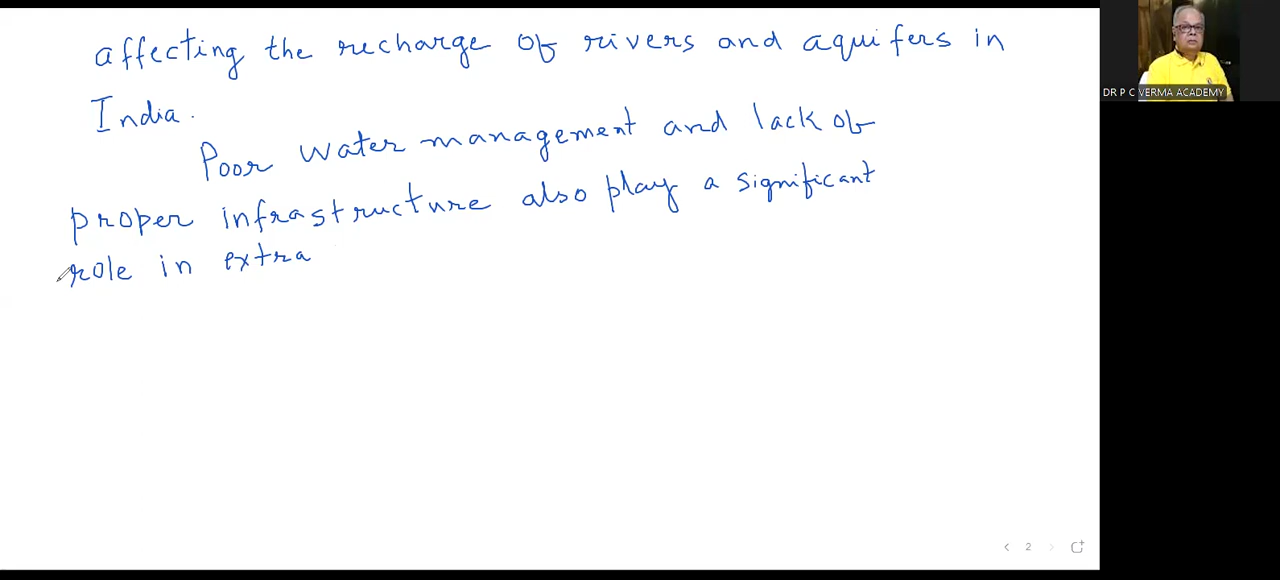 affecting the recharge of rivers and aquifers in
India.
Poor water management and lack of
proper infrastructure also play a significant
role in extra
DR P C VERMA ACADEMY
2